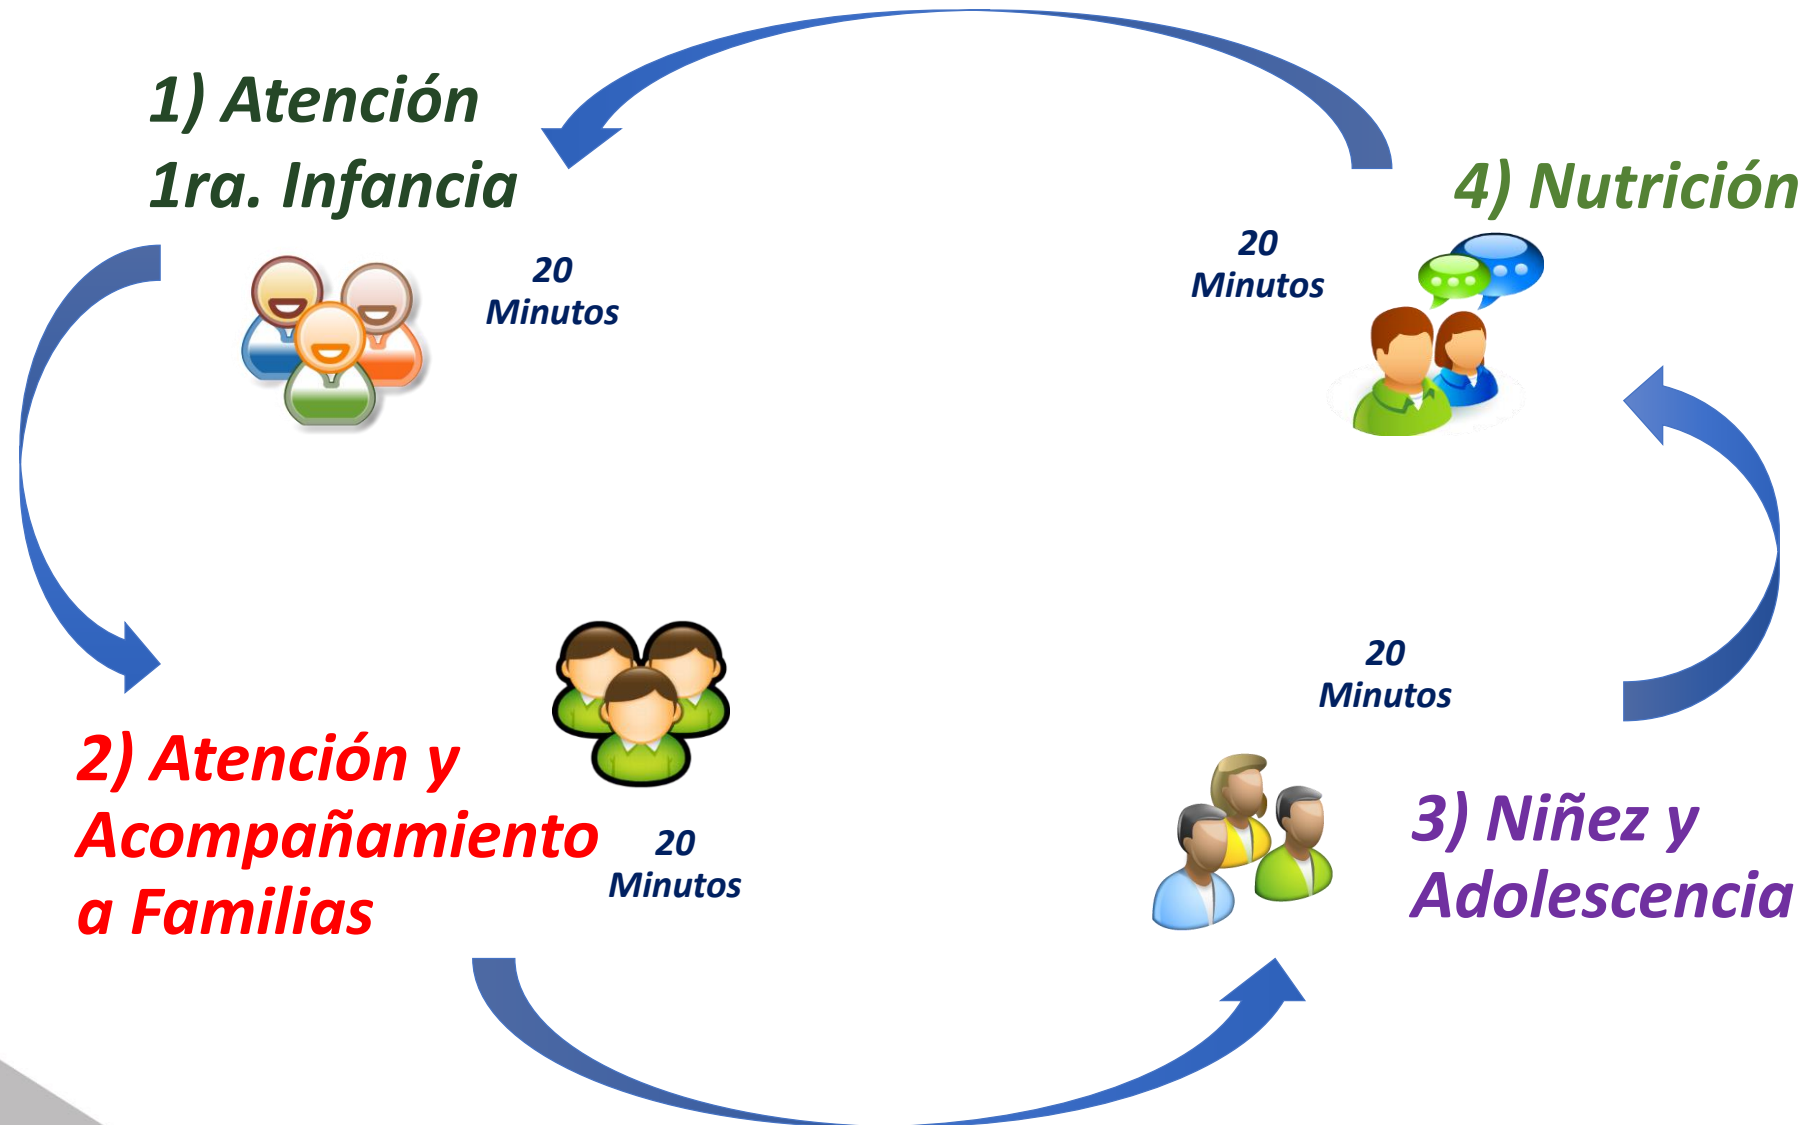 1) Atención
1ra. Infancia
20
Minutos
2) Atención y
Acompañamiento
a Familias
20
Minutos
3) Niñez y
Adolescencia
20
Minutos
4) Nutrición
20
Minutos